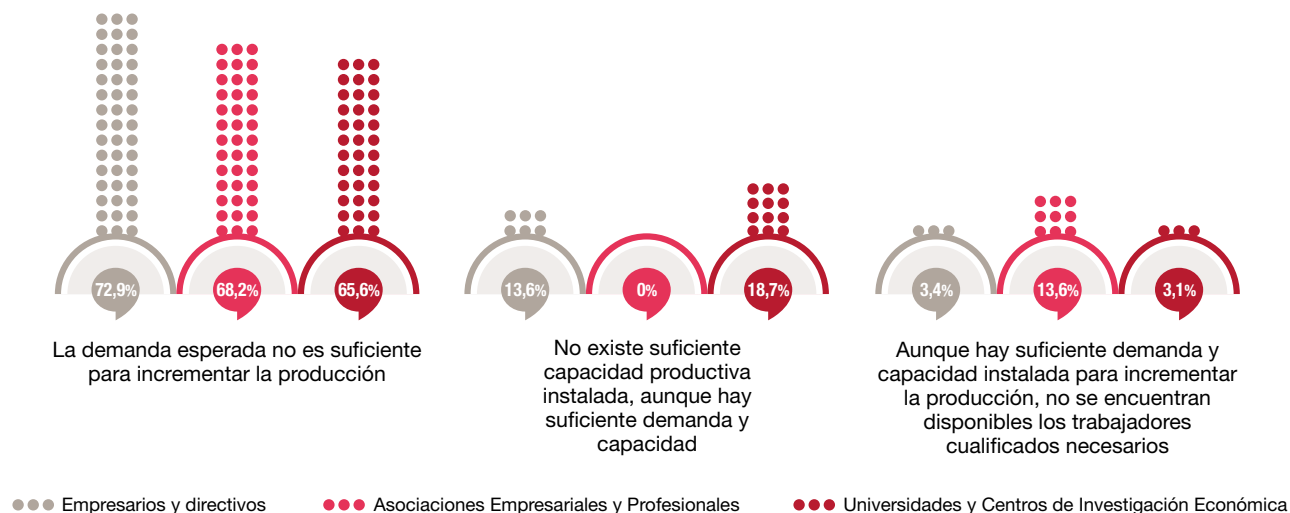 72,9%
68,2%
65,6%
La demanda esperada no es suficiente
para incrementar la producción
13,6%
0%
18,7%
No existe suficiente
capacidad productiva
instalada, aunque hay
suficiente demanda y
capacidad
3,4%
13,6%
3,1%
Aunque hay suficiente demanda y
capacidad instalada para incrementar
la producción, no se encuentran
disponibles los trabajadores
cualificados necesarios
Empresarios y directivos
Asociaciones Empresariales y Profesionales
Universidades y Centros de Investigación Económica